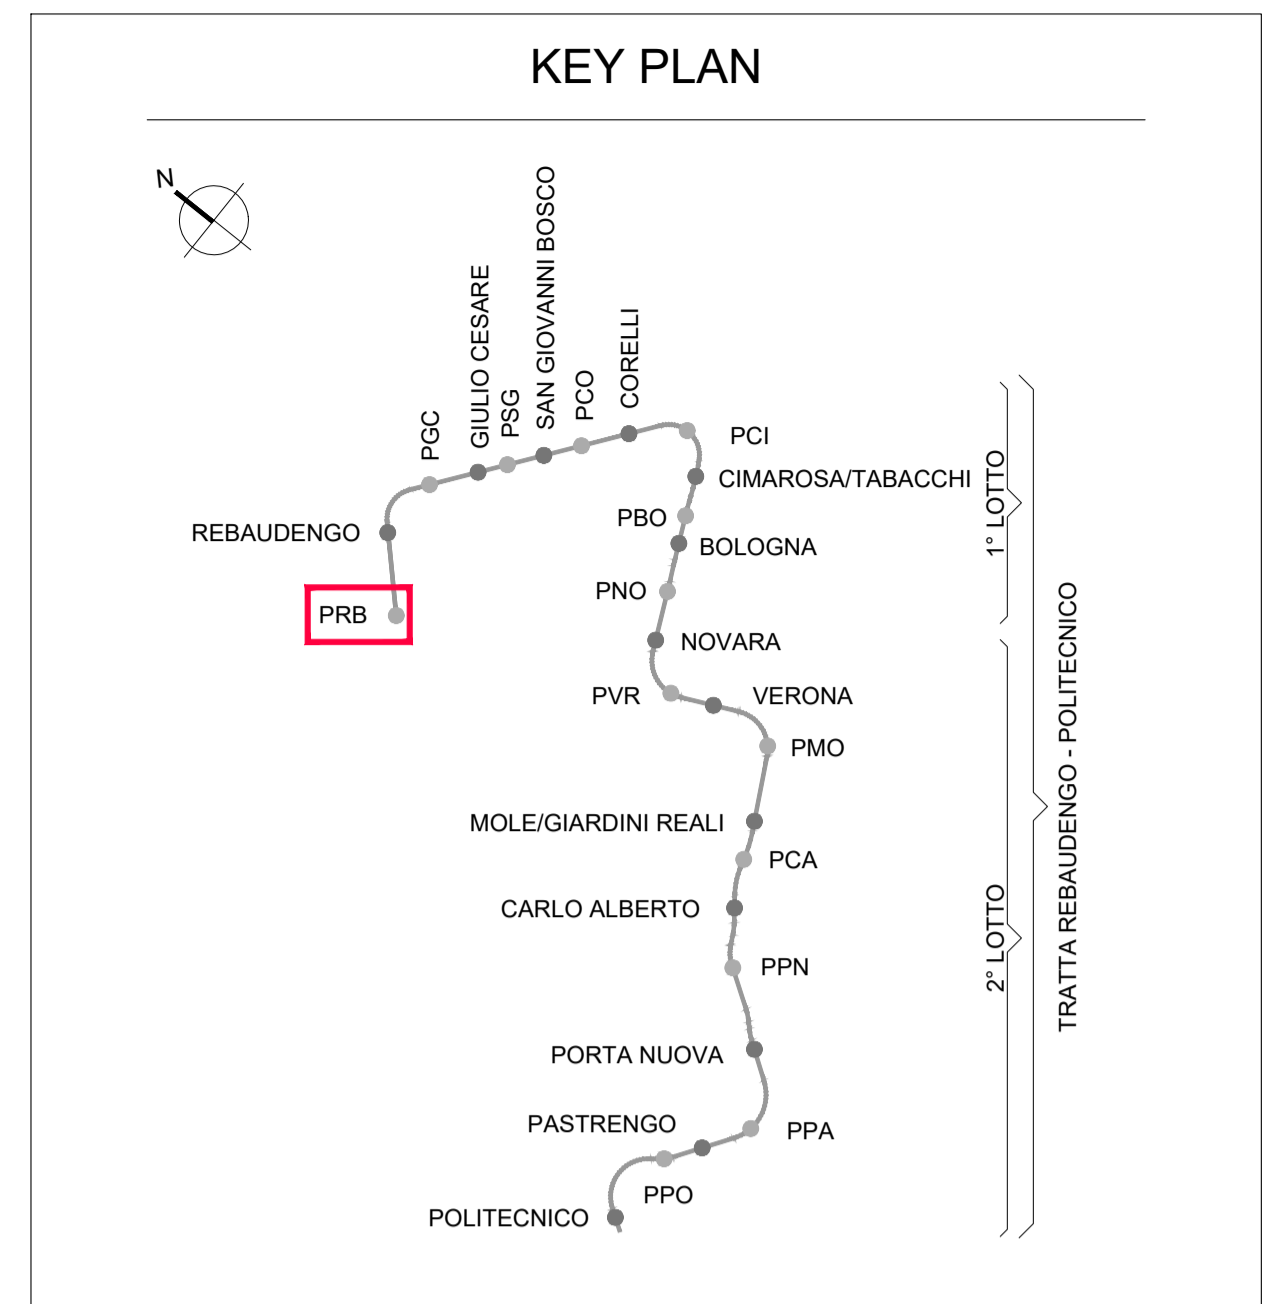 KEY PLAN
N
PGC
GIULIO CESARE
PSG
SAN GIOVANNI BOSCO
PCO
CORELLI
PCI
CIMAROSA/TABACCHI
REBAUDENGO
PBO
BOLOGNA
PRB
PNO
NOVARA
PVR
VERONA
PMO
MOLE/GIARDINI REALI
PCA
CARLO ALBERTO
PPN
PORTA NUOVA
PASTRENGO
PPA
PPO
POLITECNICO
1° LOTTO
2° LOTTO
TRATTA REBAUDENGO - POLITECNICO